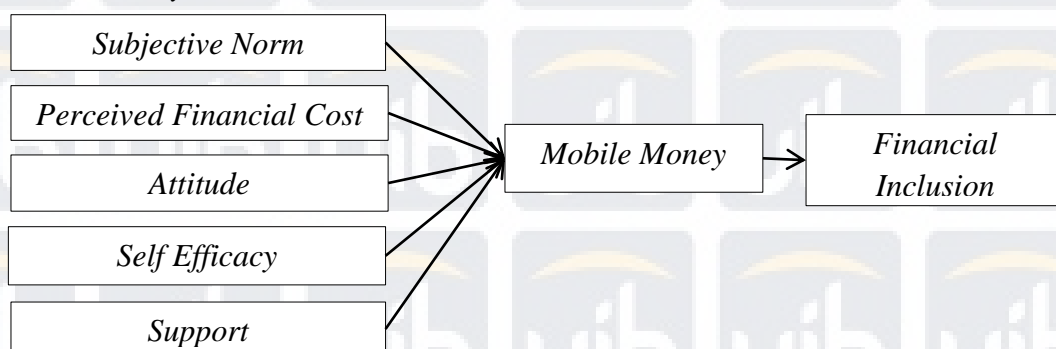 Subjective Norm
Perceived Financial Cost
Attitude
Self Efficacy
Support
Mobile Money
Financial
Inclusion